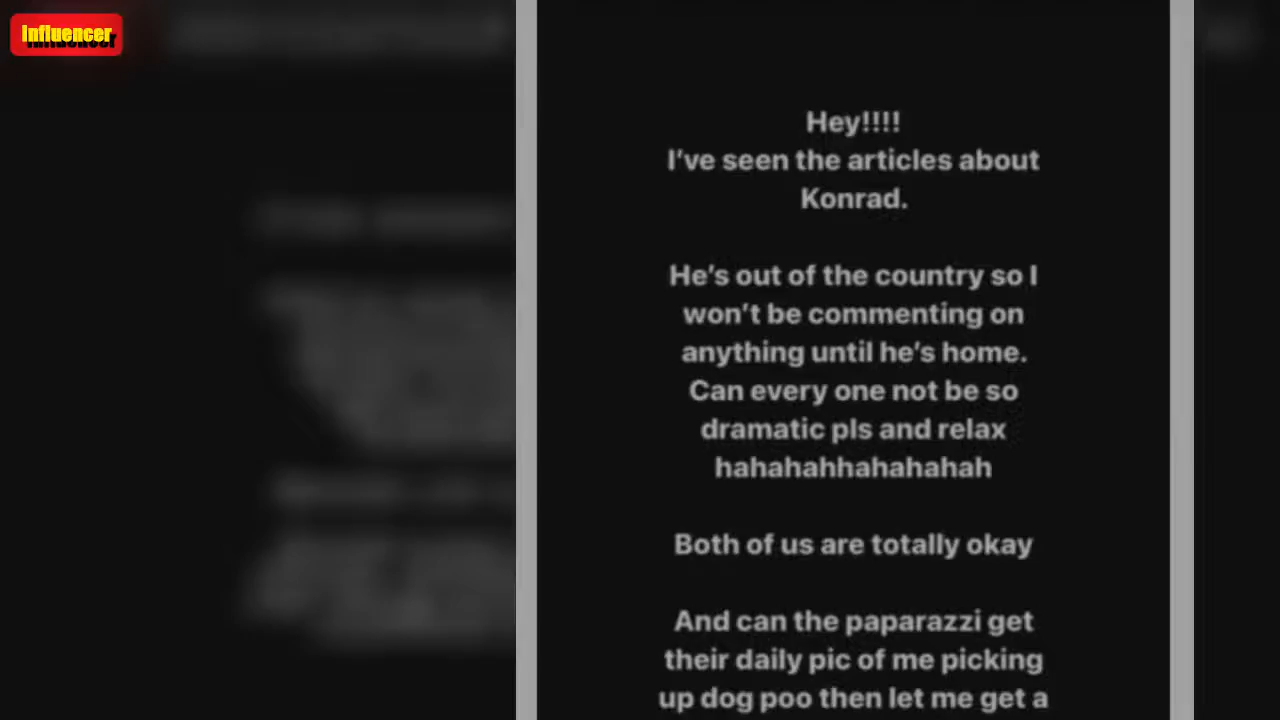 Influencer
Hey!!!!
I've seen the articles about
Konrad.
He's out of the country so I
won't be commenting on
anything until he's home.
Can every one not be so
dramatic pls and relax
hahahahhahahahah
Both of us are totally okay
And can the paparazzi get
their daily pic of me picking
up dog poo then let me get a